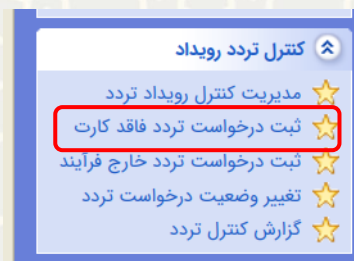 کنترل تردد رویداد
مدیریت کنترل رویداد تردد
ثبت درخواست تردد فاقد کارت
ثبت درخواست تردد خارج فرآیند
تغییر وضعیت درخواست تردد
گزارش کنترل تردد